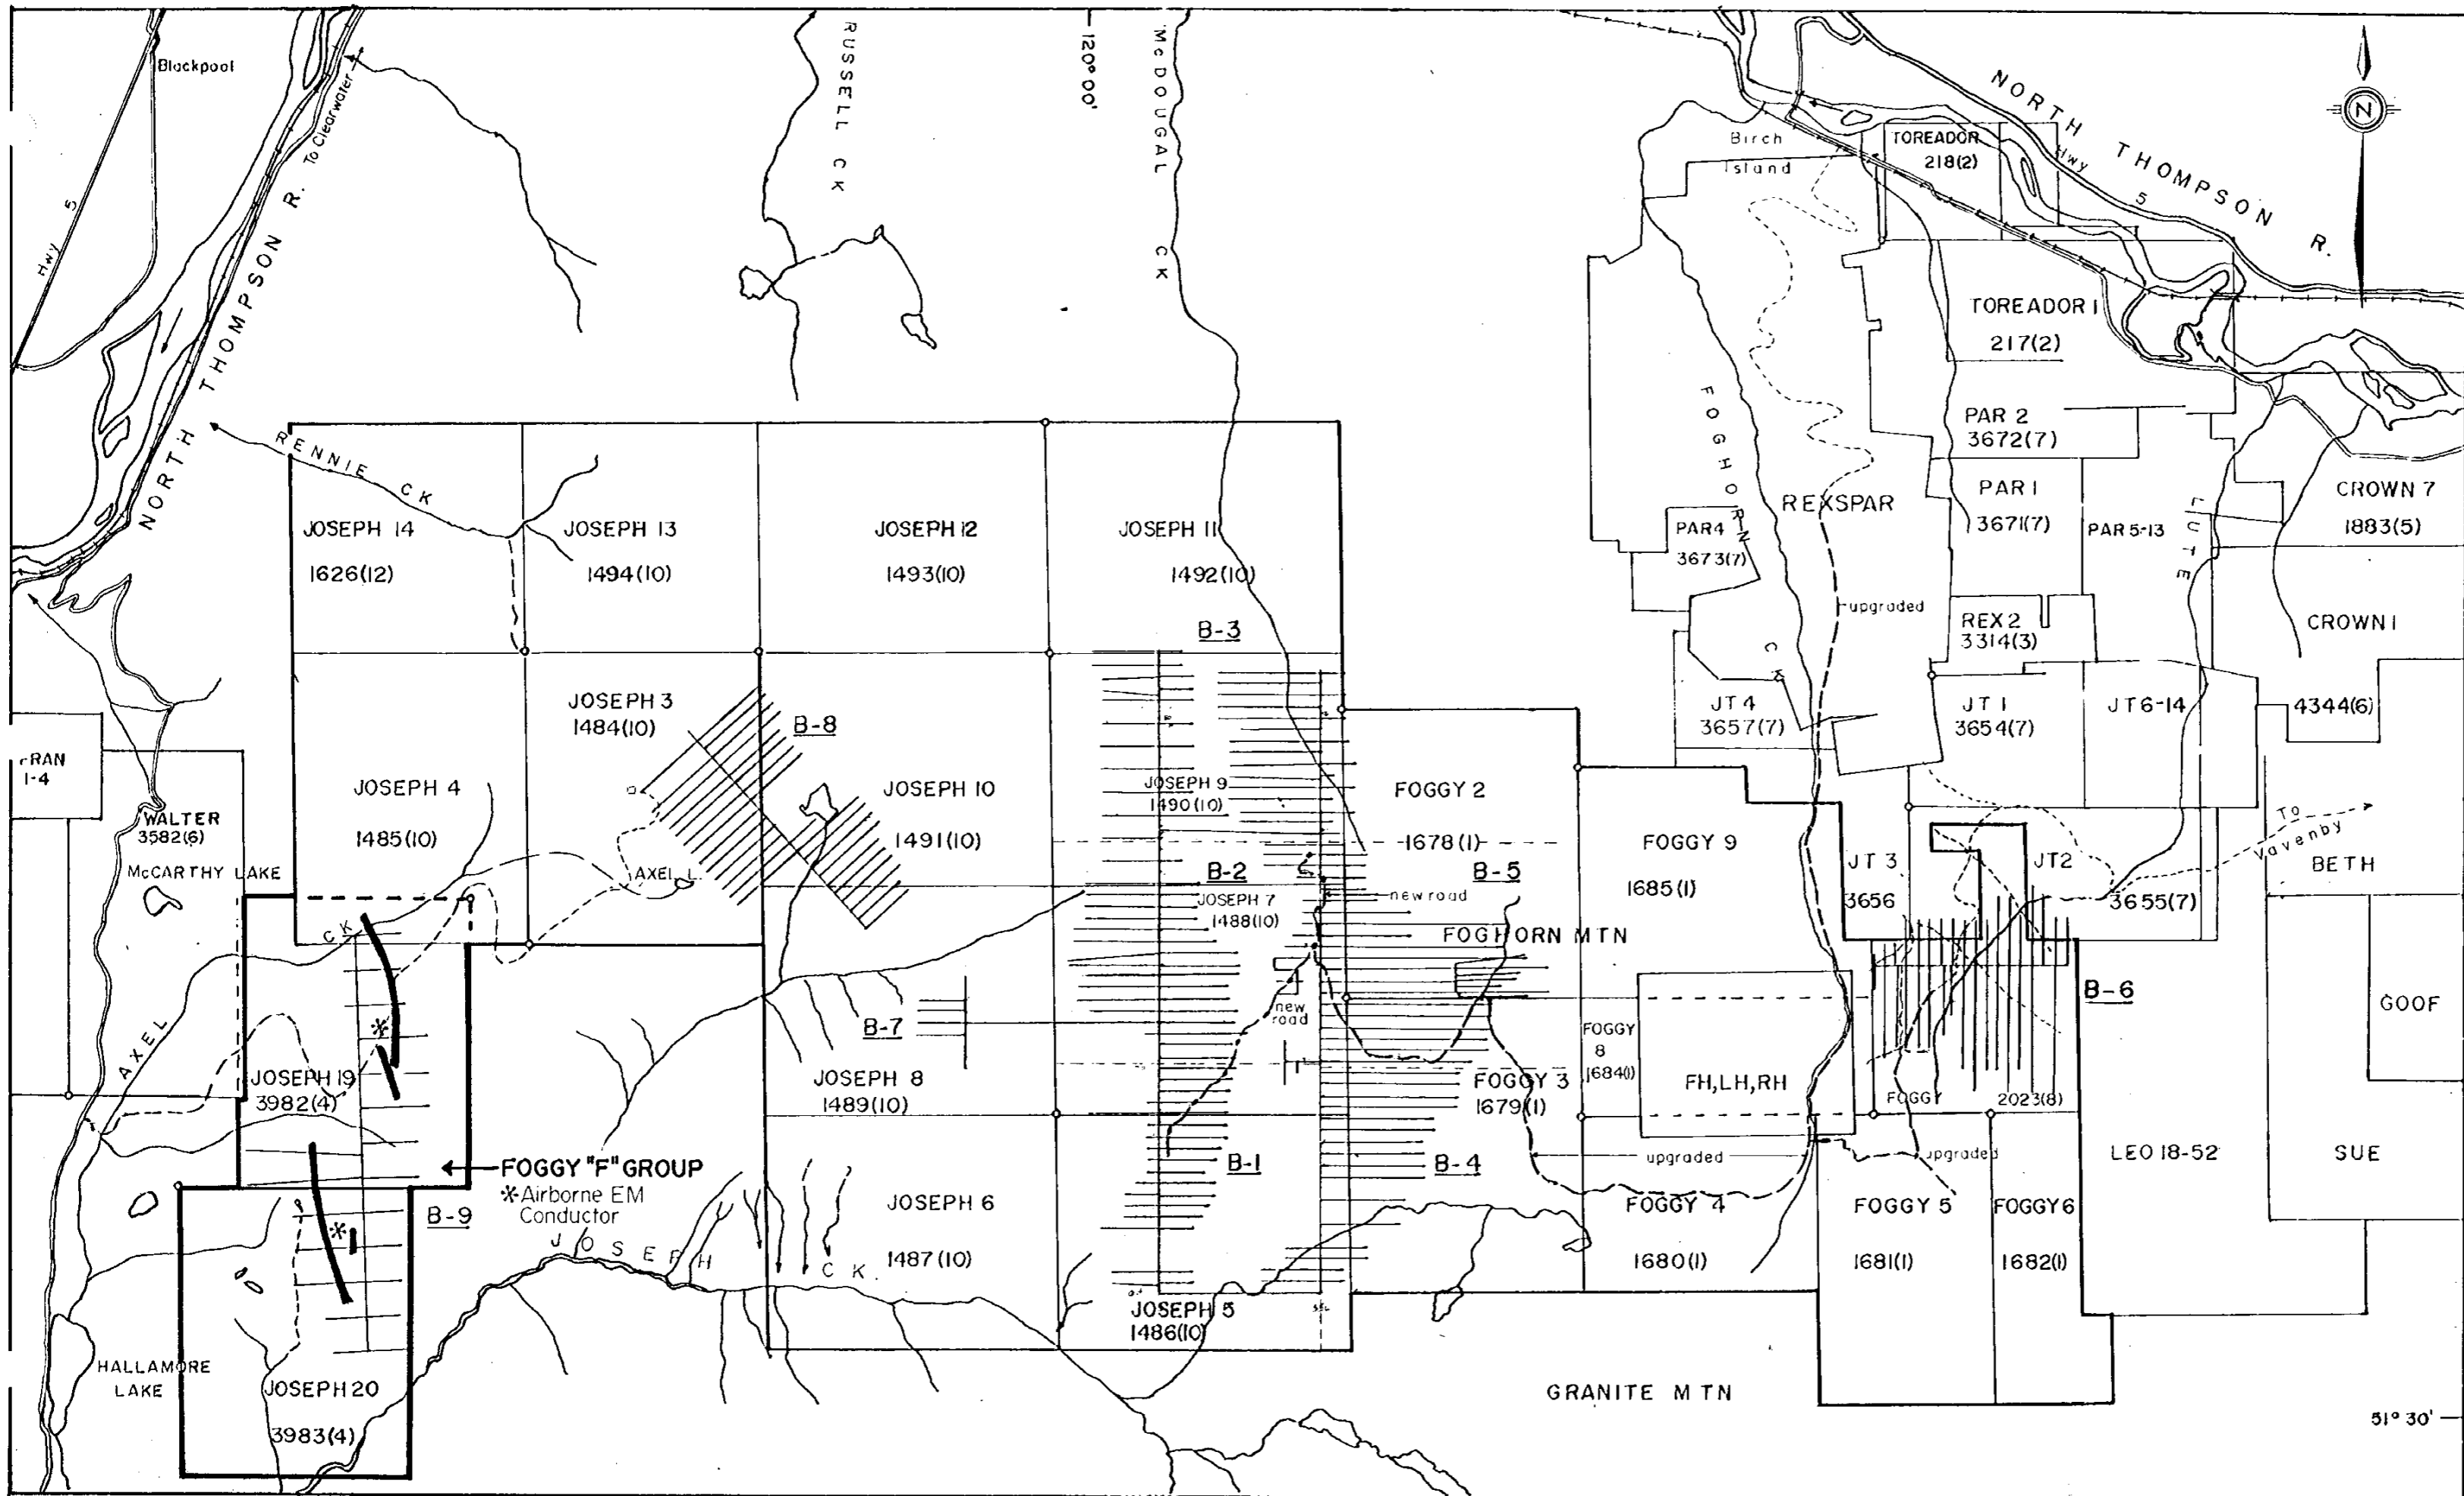 Blackpool
To Clearwater
Hwy 5
NORTH THOMPSON R.
RUSSELL CK
120° 00'
McDOUGAL CK
Birch
Island
NORTH THOMPSON R.
Hwy 5
N
TOREADOR
218(2)
TOREADOR 1
217(2)
PAR 2
3672(7)
PAR 1
3671(7)
PAR 5-13
CROWN 7
1883(5)
PAR 4
3673(7)
REXSPAR
FOGHORN CK
LUTE
upgraded
REX 2
3314(3)
CROWN 1
4344(6)
JT 4
3657(7)
JT 1
3654(7)
JT 6-14
NORTH THOMPSON R.
RENNIE CK
JOSEPH 14
1626(12)
JOSEPH 13
1494(10)
JOSEPH 12
1493(10)
JOSEPH 11
1492(10)
B-3
JOSEPH 3
1484(10)
B-8
JOSEPH 4
1485(10)
JOSEPH 10
1491(10)
JOSEPH 9
1490(10)
FOGGY 2
1678(1)
FOGGY 9
1685(1)
JT 3
3656
JT2
3655(7)
To Vavenby
BETH
1-4
WALTER
3582(6)
McCARTHY LAKE
AXEL L.
B-2
JOSEPH 7
1488(10)
B-5
new road
FOGHORN MTN
AXEL CK
B-7
new
road
FOGGY
8
1684(1)
FH,LH,RH
B-6
GOOF
JOSEPH 19
3982(4)
JOSEPH 8
1489(10)
FOGGY 3
1679(1)
FOGGY
2023(8)
FOGGY "F" GROUP
*Airborne EM
Conductor
B-9
B-1
B-4
upgraded
upgraded
LEO 18-52
SUE
JOSEPH CK.
JOSEPH 6
1487(10)
FOGGY 4
1680(1)
FOGGY 5
1681(1)
FOGGY 6
1682(1)
JOSEPH 5
1486(10)
HALLAMORE
LAKE
JOSEPH 20
3983(4)
GRANITE MTN
51° 30'